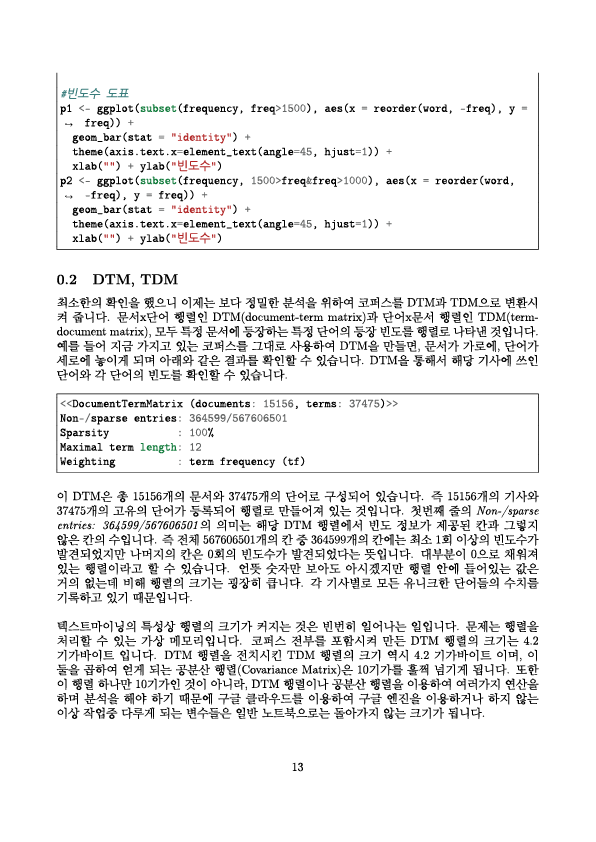 #빈도수 도표
p1 <- ggplot(subset(frequency, freq>1500), aes(x = reorder(word, -freq), y =
↪ freq)) +
geom_bar(stat = "identity") +
theme(axis.text.x=element_text(angle=45, hjust=1)) +
xlab("") + ylab("빈도수")
p2 <- ggplot(subset(frequency, 1500>freq&freq>1000), aes(x = reorder(word,
↪ -freq), y = freq)) +
geom_bar(stat = "identity") +
theme(axis.text.x=element_text(angle=45, hjust=1)) +
xlab("") + ylab("빈도수")
0.2 DTM, TDM
최소한의 확인을 했으니 이제는 보다 정밀한 분석을 위하여 코퍼스를 DTM과 TDM으로 변환시
켜 줍니다. 문서x단어 행렬인 DTM(document-term matrix)과 단어x문서 행렬인 TDM(term-
document matrix), 모두 특정 문서에 등장하는 특정 단어의 등장 빈도를 행렬로 나타낸 것입니다.
예를 들어 지금 가지고 있는 코퍼스를 그대로 사용하여 DTM을 만들면, 문서가 가로에, 단어가
세로에 놓이게 되며 아래와 같은 결과를 확인할 수 있습니다. DTM을 통해서 해당 기사에 쓰인
단어와 각 단어의 빈도를 확인할 수 있습니다.
<<DocumentTermMatrix (documents: 15156, terms: 37475)>>
Non-/sparse entries: 364599/567606501
Sparsity : 100%
Maximal term length: 12
Weighting : term frequency (tf)
이 DTM은 총 15156개의 문서와 37475개의 단어로 구성되어 있습니다. 즉 15156개의 기사와
37475개의 고유의 단어가 등록되어 행렬로 만들어져 있는 것입니다. 첫번째 줄의 Non-/sparse
entries: 364599/567606501의 의미는 해당 DTM 행렬에서 빈도 정보가 제공된 칸과 그렇지
않은 칸의 수입니다. 즉 전체 567606501개의 칸 중 364599개의 칸에는 최소 1회 이상의 빈도수가
발견되었지만 나머지의 칸은 0회의 빈도수가 발견되었다는 뜻입니다. 대부분이 0으로 채워져
있는 행렬이라고 할 수 있습니다. 언뜻 숫자만 보아도 아시겠지만 행렬 안에 들어있는 값은
거의 없는데 비해 행렬의 크기는 굉장히 큽니다. 각 기사별로 모든 유니크한 단어들의 수치를
기록하고 있기 때문입니다.
텍스트마이닝의 특성상 행렬의 크기가 커지는 것은 빈번히 일어나는 일입니다. 문제는 행렬을
처리할 수 있는 가상 메모리입니다. 코퍼스 전부를 포함시켜 만든 DTM 행렬의 크기는 4.2
기가바이트 입니다. DTM 행렬을 전치시킨 TDM 행렬의 크기 역시 4.2 기가바이트 이며, 이
둘을 곱하여 얻게 되는 공분산 행렬(Covariance Matrix)은 10기가를 훌쩍 넘기게 됩니다. 또한
이 행렬 하나만 10기가인 것이 아니라, DTM 행렬이나 공분산 행렬을 이용하여 여러가지 연산을
하며 분석을 해야 하기 때문에 구글 클라우드를 이용하여 구글 엔진을 이용하거나 하지 않는
이상 작업중 다루게 되는 변수들은 일반 노트북으로는 돌아가지 않는 크기가 됩니다.
13